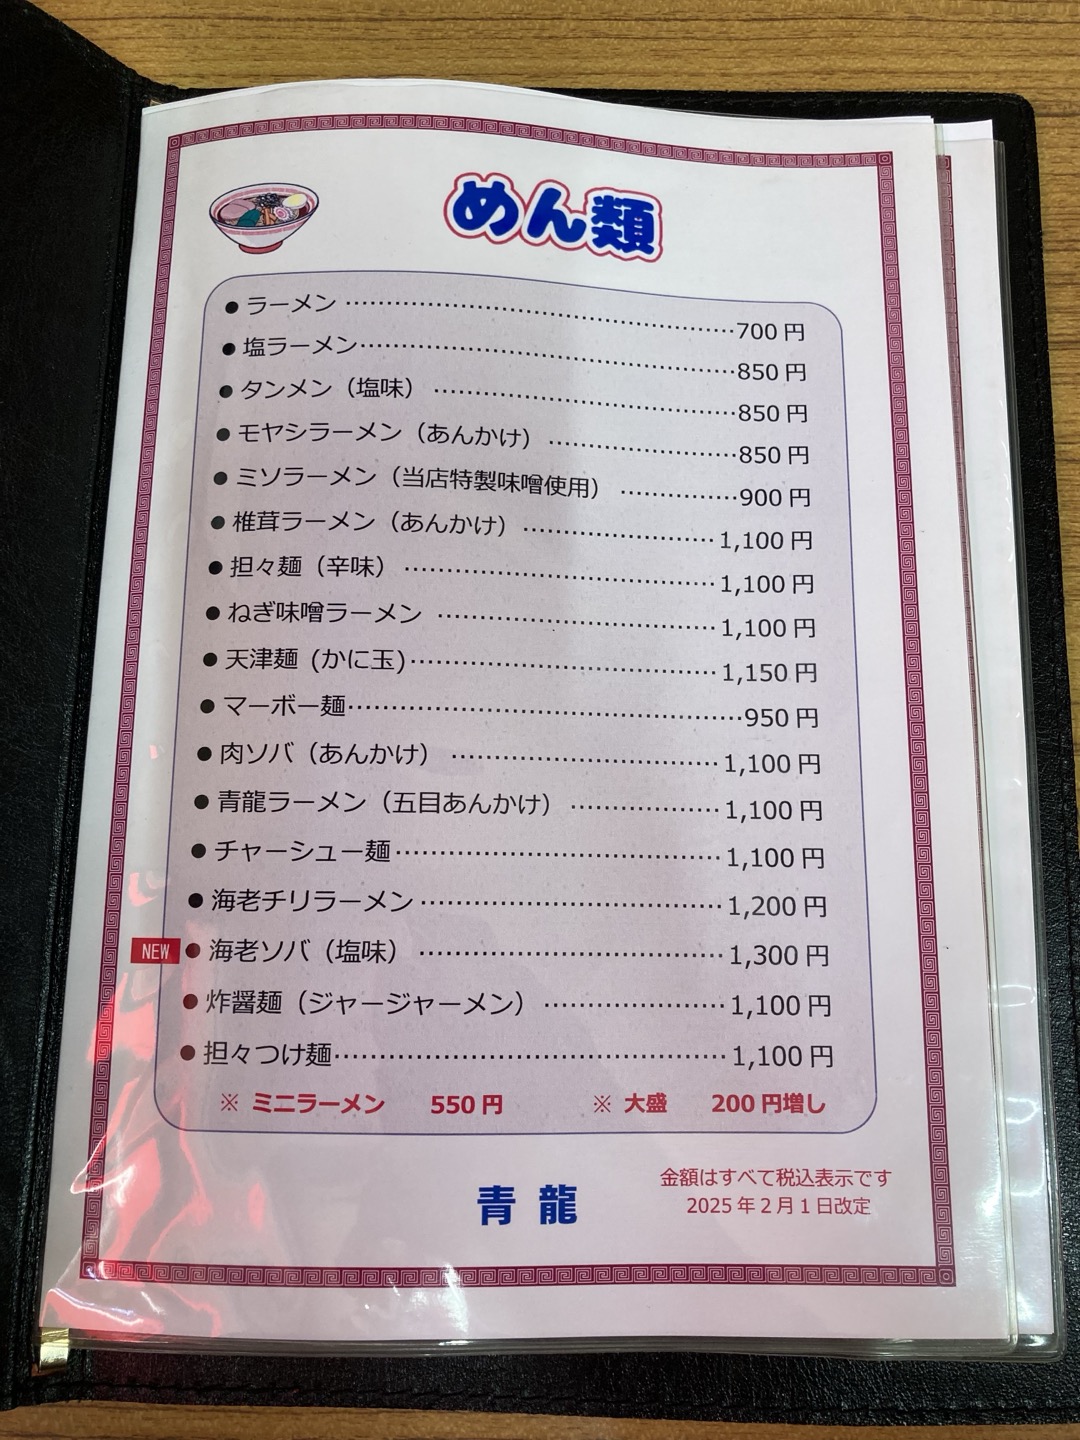 めん類
●ラーメン ……………………………………700円
●塩ラーメン……………………………………850円
●タンメン（塩味） ……………………………850円
●モヤシラーメン（あんかけ） …………………850円
●ミソラーメン（当店特製味噌使用） ……………900円
●椎茸ラーメン（あんかけ） …………………1,100円
●担々麺（辛味） ……………………………1,100円
●ねぎ味噌ラーメン …………………………1,100円
●天津麺 (かに玉)……………………………1,150円
●マーボー麺……………………………………950円
●肉ソバ（あんかけ） …………………………1,100円
●青龍ラーメン（五目あんかけ） ………………1,100円
●チャーシュー麺………………………………1,100円
●海老チリラーメン……………………………1,200円
NEW ●海老ソバ（塩味） ……………………………1,300円
●炸醤麺（ジャージャーメン） …………………1,100円
●担々つけ麺……………………………………1,100円
※ ミニラーメン 550円 ※ 大盛 200円増し
金額はすべて税込表示です
青龍 2025年2月1日改定